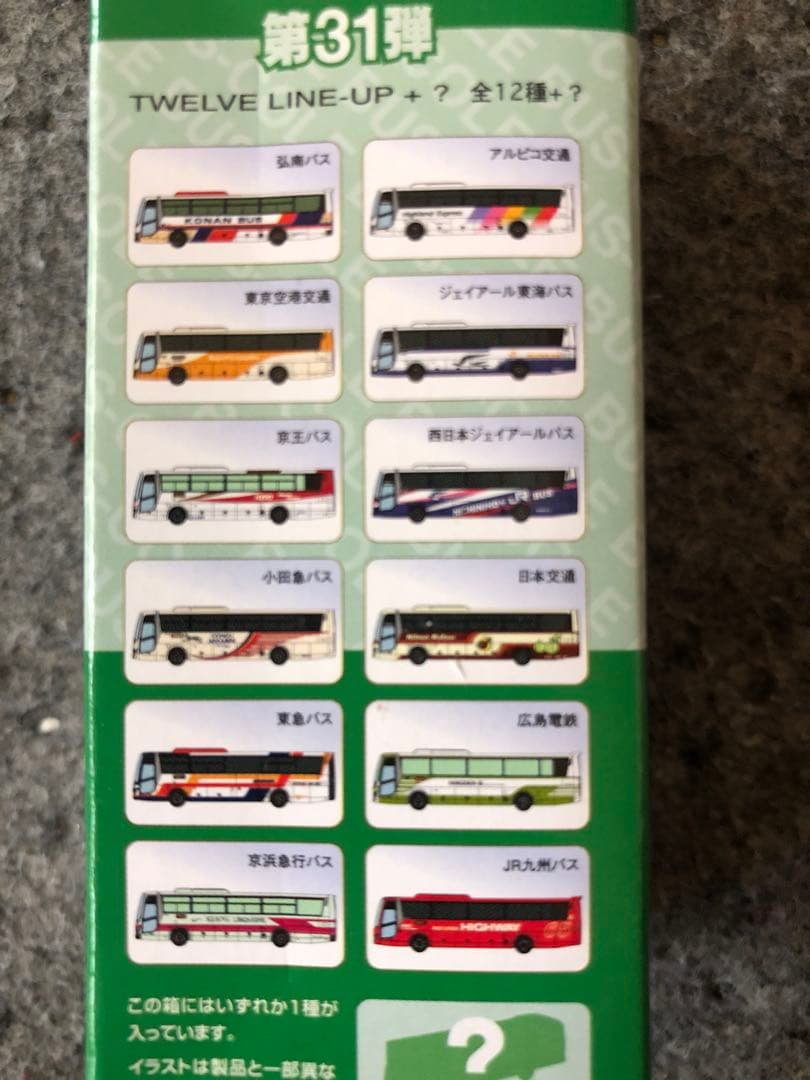 第31弾
TWELVE LINE-UP + ? 全12種+?
弘南バス
KONAN BUS
アルピコ交通
Highland Express
東京空港交通
ジェイアール東海バス
京王バス
西日本ジェイアールバス
NISHINIHON JR BUS
小田急バス
日本交通
東急バス
広島電鉄
京浜急行バス
JR九州バス
HIGHWAY
この箱にはいずれか1種が
入っています。
イラストは製品と一部異な
?